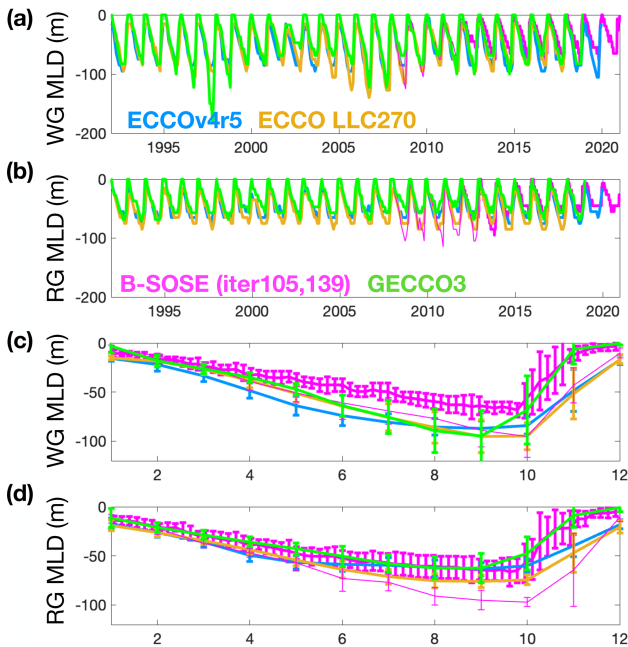 (a)
WG MLD (m)
0
-100
-200
1995 2000 2005 2010 2015 2020
ECCOv4r5 ECCO LLC270
(b)
RG MLD (m)
0
-100
-200
1995 2000 2005 2010 2015 2020
B-SOSE (iter105,139) GECCO3
(c)
WG MLD (m)
0
-50
-100
2 4 6 8 10 12
(d)
RG MLD (m)
0
-50
-100
2 4 6 8 10 12